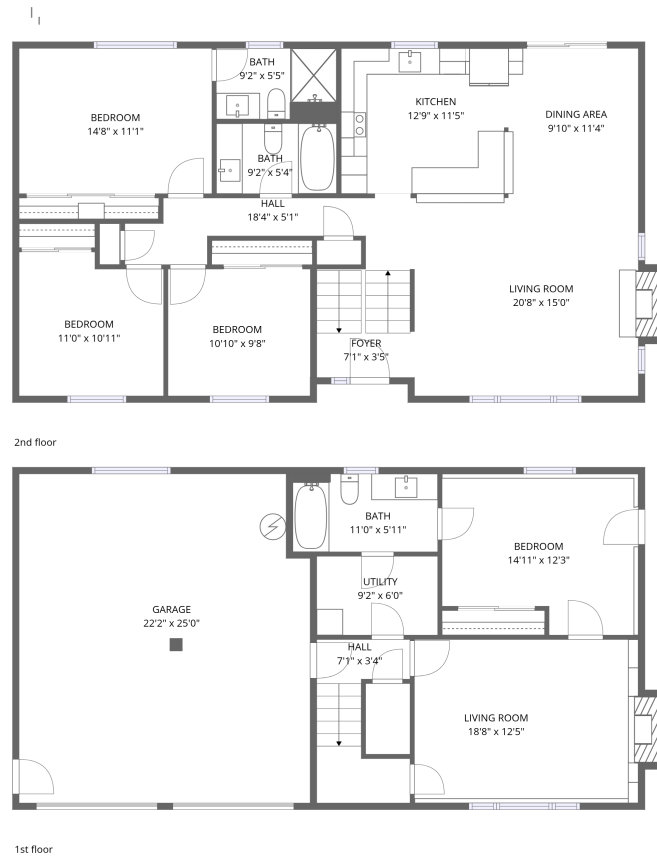 BATH
9'2" x 5'5"
KITCHEN
12'9" x 11'5"
BEDROOM
14'8" x 11'1"
DINING AREA
9'10" x 11'4"
BATH
9'2" x 5'4"
HALL
18'4" x 5'1"
LIVING ROOM
20'8" x 15'0"
BEDROOM
11'0" x 10'11"
BEDROOM
10'10" x 9'8"
FOYER
7'1" x 3'5"
2nd floor
BATH
11'0" x 5'11"
BEDROOM
14'11" x 12'3"
UTILITY
9'2" x 6'0"
GARAGE
22'2" x 25'0"
HALL
7'1" x 3'4"
LIVING ROOM
18'8" x 12'5"
1st floor